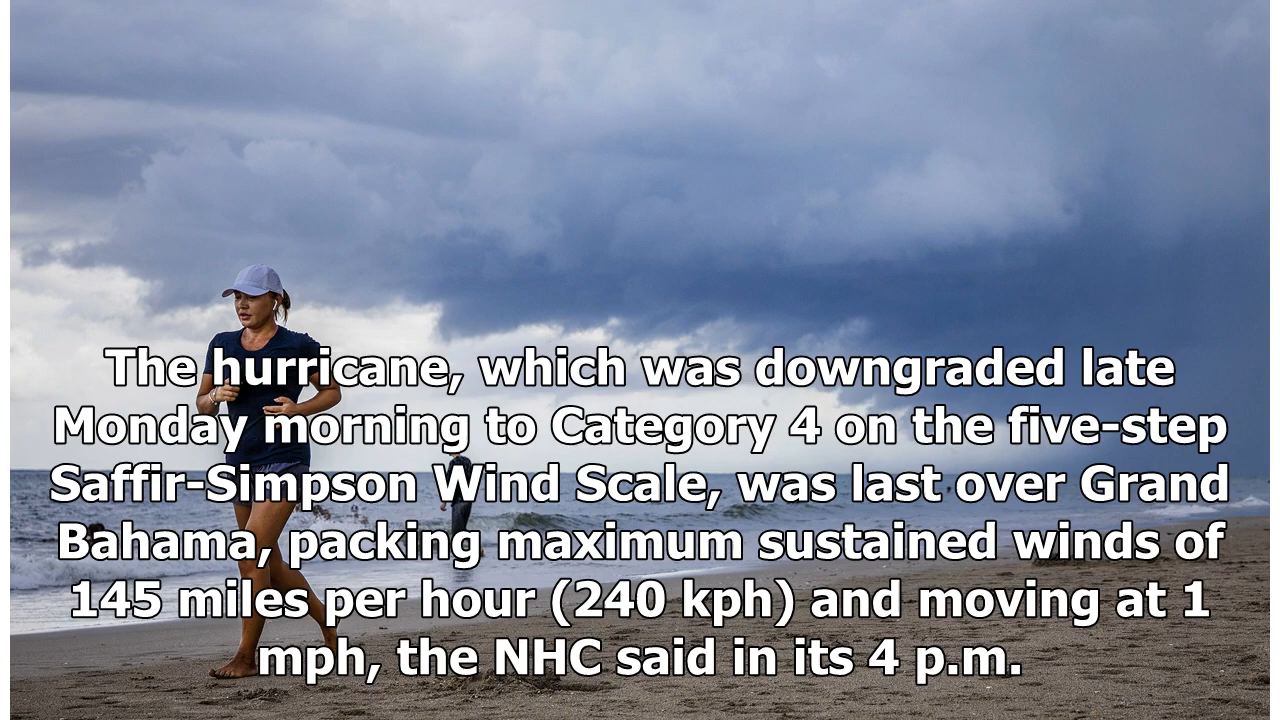 The hurricane, which was downgraded late
Monday morning to Category 4 on the five-step
Saffir-Simpson Wind Scale, was last over Grand
Bahama, packing maximum sustained winds of
145 miles per hour (240 kph) and moving at 1
mph, the NHC said in its 4 p.m.